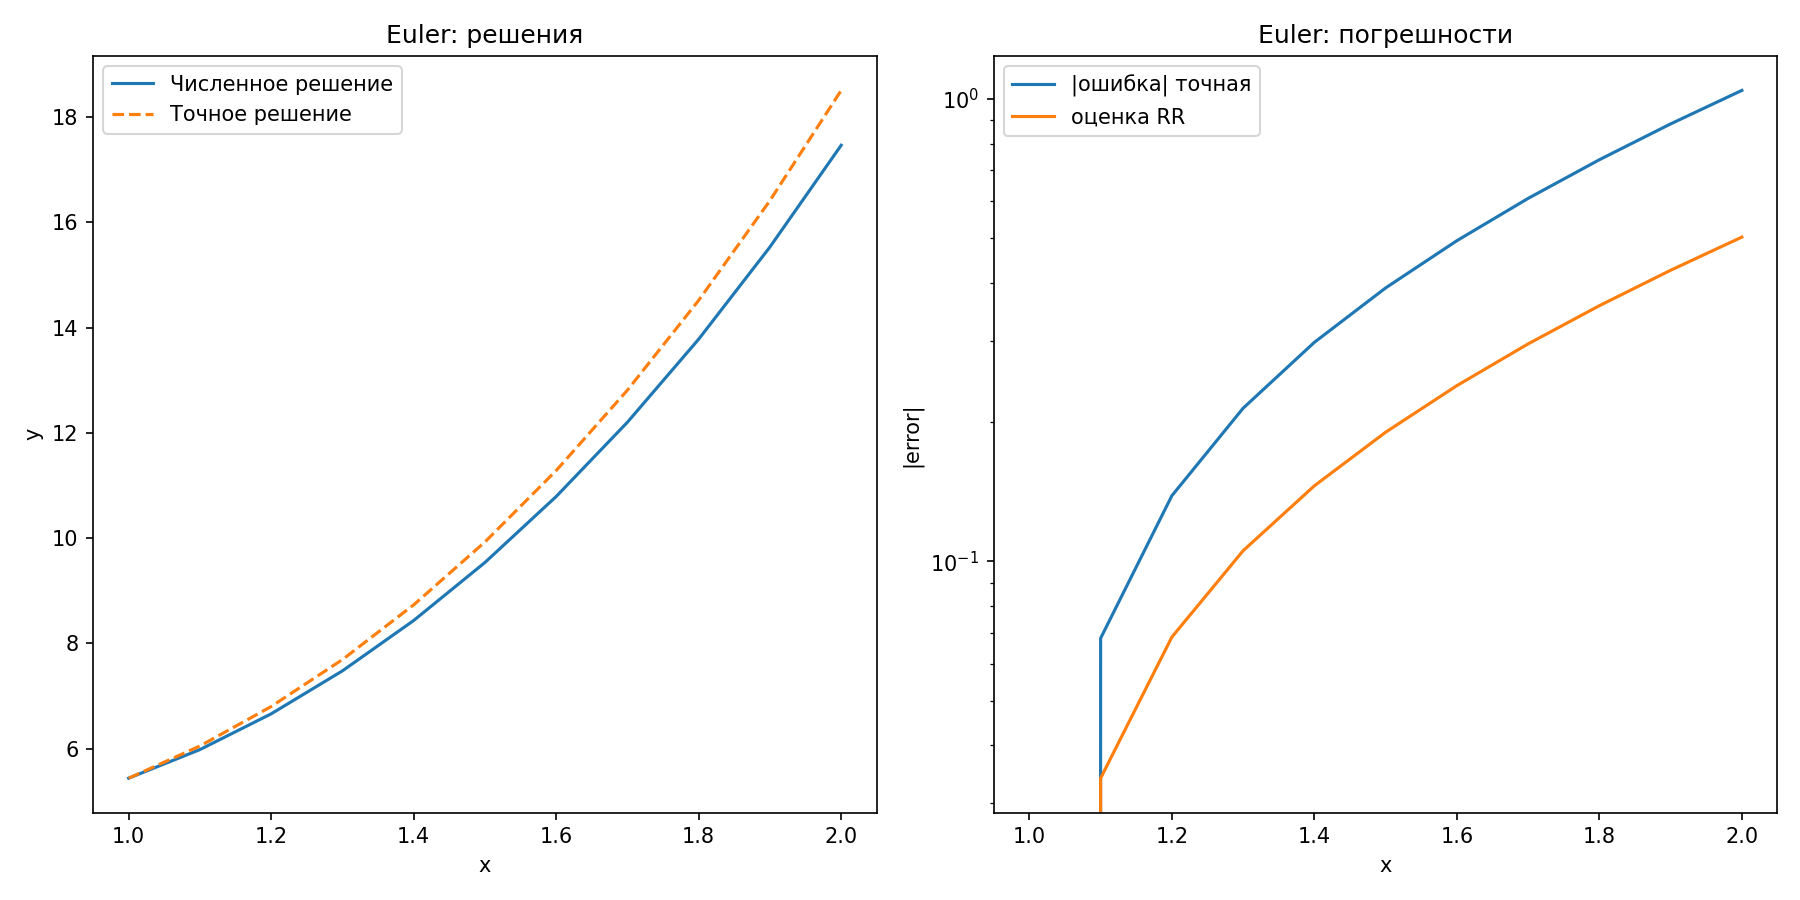 Euler: решения
Численное решение
Точное решение
18
16
14
12
10
8
6
y
1.0 1.2 1.4 1.6 1.8 2.0
x
Euler: погрешности
|ошибка| точная
оценка RR
10⁰
10⁻¹
|error|
1.0 1.2 1.4 1.6 1.8 2.0
x